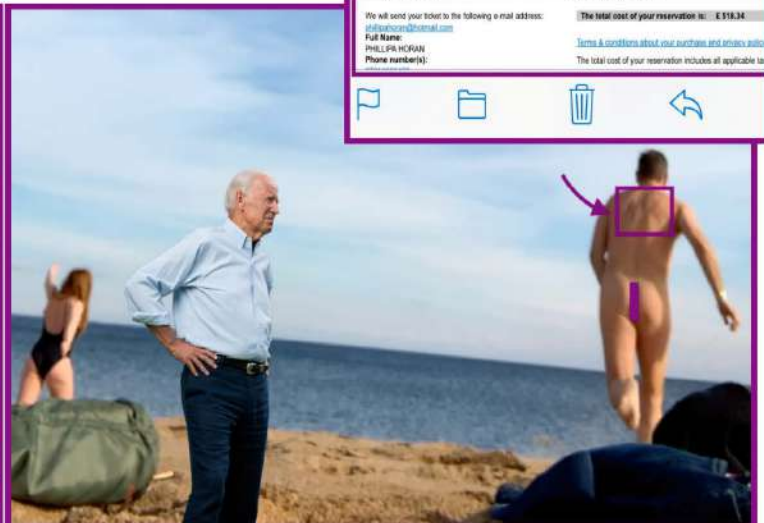 We will send your ticket to the following e-mail address:
phillipahoran@hotmail.com
Full Name:
PHILLIPA HORAN
Phone number(s):
The total cost of your reservation is: £ 518.34
Terms & conditions about your purchase and privacy policy
The total cost of your reservation includes all applicable